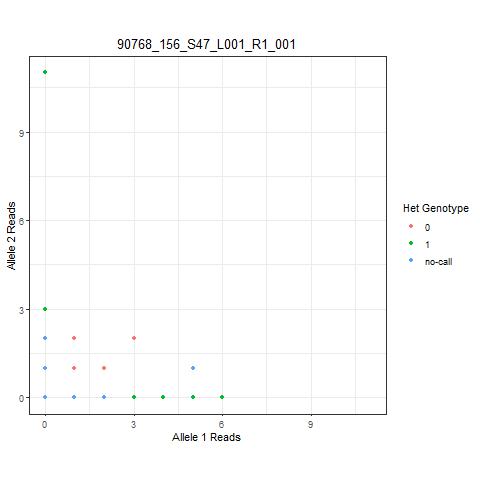 90768_156_S47_L001_R1_001
9
6
3
0
Allele 2 Reads
0
3
6
9
Allele 1 Reads
Het Genotype
0
1
no-call